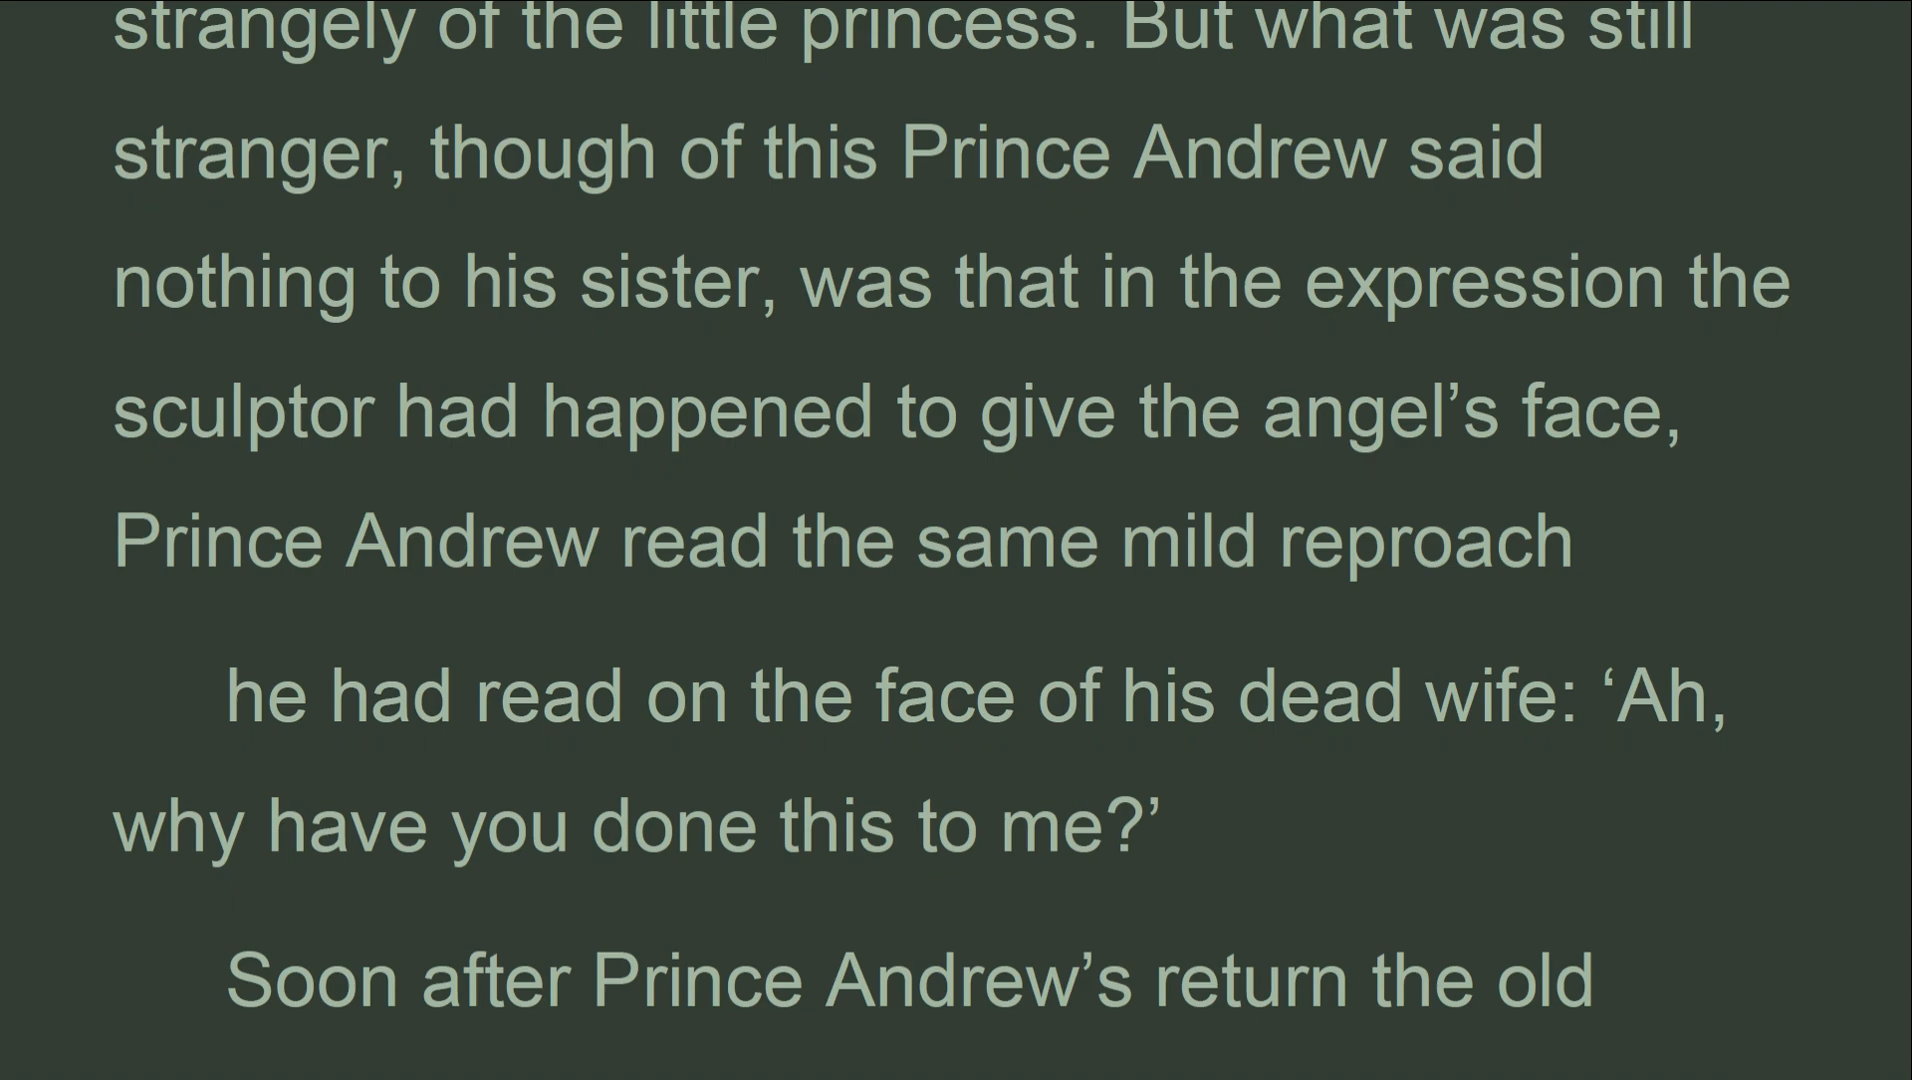 strangely of the little princess. But what was still
stranger, though of this Prince Andrew said
nothing to his sister, was that in the expression the
sculptor had happened to give the angel’s face,
Prince Andrew read the same mild reproach
he had read on the face of his dead wife: ‘Ah,
why have you done this to me?’
Soon after Prince Andrew’s return the old